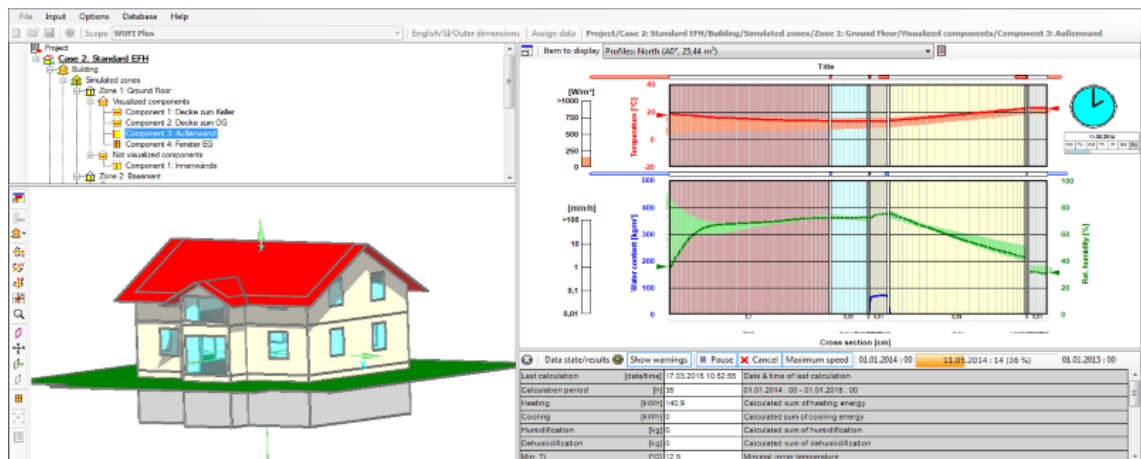 File Input Options Database Help
Scope WUFI Plus English/SI/Outer dimensions Assign data Project/Case 2: Standard EFH/Building/Simulated zones/Zone 1: Ground Floor/Visualized components/Component 3: Außenwand
Project
Case 2: Standard EFH
Building
Simulated zones
Zone 1: Ground Floor
Visualized components
Component 1: Decke zum Keller
Component 2: Decke zum OG
Component 3: Außenwand
Component 4: Fenster EG
Not visualized components
Component 1: Innenwände
Zone 2: Basement
Item to display Profiles: North (A0°, 25,44 m²)
Title
[W/m²]
>1000
750
500
250
0
Temperature [°C]
40
20
0
-20
11.05.2014
[mm/h]
>100
10
1
0,1
0,01
Water content [kg/m³]
500
400
300
200
100
0
100
80
60
40
20
0
Rel. humidity [%]
Cross section [cm]
Data state/results Show warnings Pause Cancel Maximum speed 01.01.2014 : 00 11.05.2014 : 14 (36 %) 01.01.2015 : 00
Last calculation [date/time] 17.03.2015 10:52:55 Date & time of last calculation
Calculation period [h] 35 01.01.2014 : 00 - 01.01.2015 : 00
Heating [kWh] 140,9 Calculated sum of heating energy
Cooling [kWh] 0 Calculated sum of cooling energy
Humidification [kg] 0 Calculated sum of humidification
Dehumidification [kg] 0 Calculated sum of dehumidification
Min. Ti [°C] 12,9 Minimal inner temperature